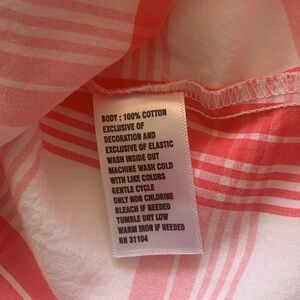 BODY : 100% COTTON
EXCLUSIVE OF
DECORATION AND
EXCLUSIVE OF ELASTIC
WASH INSIDE OUT
MACHINE WASH COLD
WITH LIKE COLORS
GENTLE CYCLE
ONLY NON CHLORINE
BLEACH IF NEEDED
TUMBLE DRY LOW
WARM IRON IF NEEDED
RN 31104